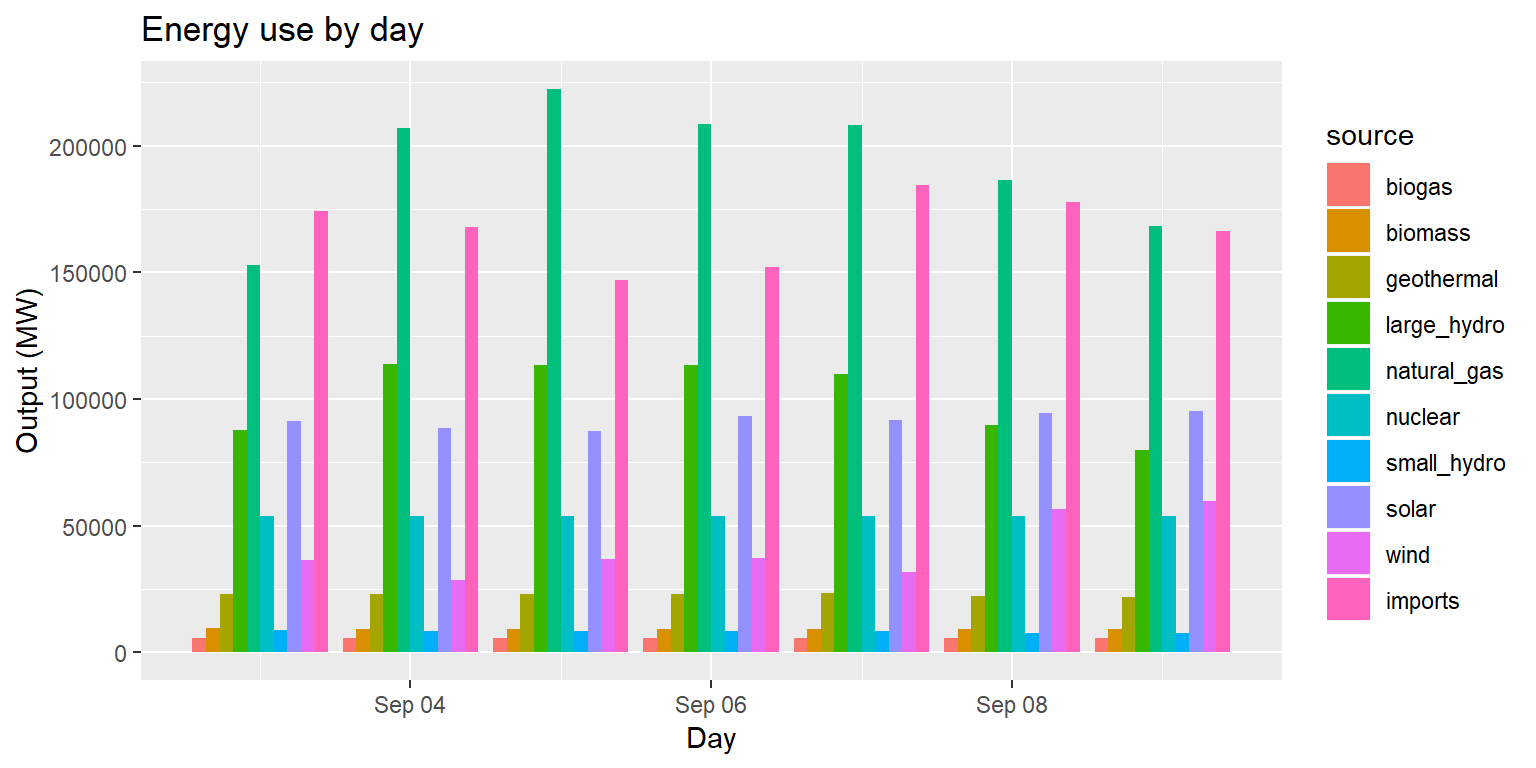 Energy use by day
Output (MW)
200000
150000
100000
50000
0
Sep 04
Sep 06
Sep 08
Day
source
biogas
biomass
geothermal
large_hydro
natural_gas
nuclear
small_hydro
solar
wind
imports